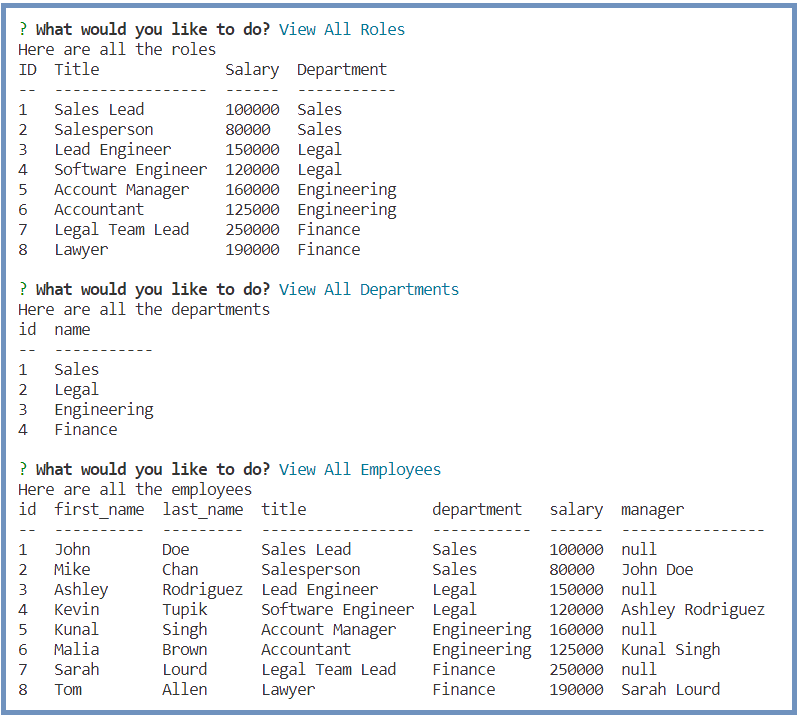 ? What would you like to do? View All Roles
Here are all the roles
ID  Title              Salary  Department
--  -----------------  ------  -----------
1   Sales Lead         100000  Sales
2   Salesperson        80000   Sales
3   Lead Engineer      150000  Legal
4   Software Engineer  120000  Legal
5   Account Manager    160000  Engineering
6   Accountant         125000  Engineering
7   Legal Team Lead    250000  Finance
8   Lawyer             190000  Finance
? What would you like to do? View All Departments
Here are all the departments
id  name
--  -----------
1   Sales
2   Legal
3   Engineering
4   Finance
? What would you like to do? View All Employees
Here are all the employees
id  first_name  last_name  title              department   salary  manager
--  ----------  ---------  -----------------  -----------  ------  ----------------
1   John        Doe        Sales Lead         Sales        100000  null
2   Mike        Chan       Salesperson        Sales        80000   John Doe
3   Ashley      Rodriguez  Lead Engineer      Legal        150000  null
4   Kevin       Tupik      Software Engineer  Legal        120000  Ashley Rodriguez
5   Kunal       Singh      Account Manager    Engineering  160000  null
6   Malia       Brown      Accountant         Engineering  125000  Kunal Singh
7   Sarah       Lourd      Legal Team Lead    Finance      250000  null
8   Tom         Allen      Lawyer             Finance      190000  Sarah Lourd